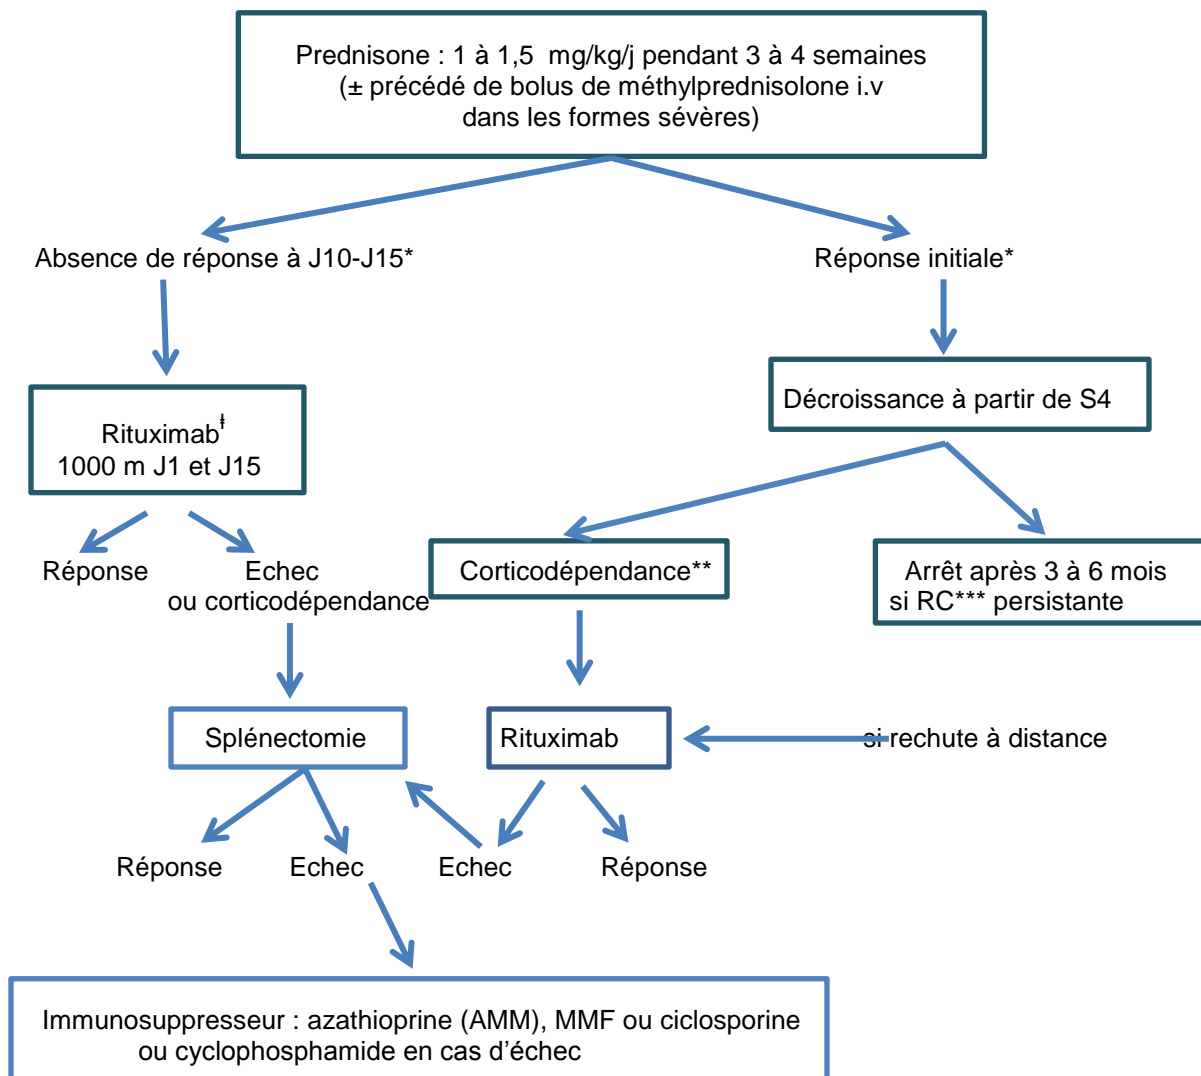 Prednisone : 1 à 1,5 mg/kg/j pendant 3 à 4 semaines
(± précédé de bolus de méthylprednisolone i.v
dans les formes sévères)
Absence de réponse à J10-J15*
Réponse initiale*
Décroissance à partir de S4
Rituximabⱡ
1000 m J1 et J15
Réponse
Echec
ou corticodépendance
Corticodépendance**
Arrêt après 3 à 6 mois
si RC*** persistante
Splénectomie
Rituximab
si rechute à distance
Réponse
Echec
Echec
Réponse
Immunosuppresseur : azathioprine (AMM), MMF ou ciclosporine
ou cyclophosphamide en cas d’échec